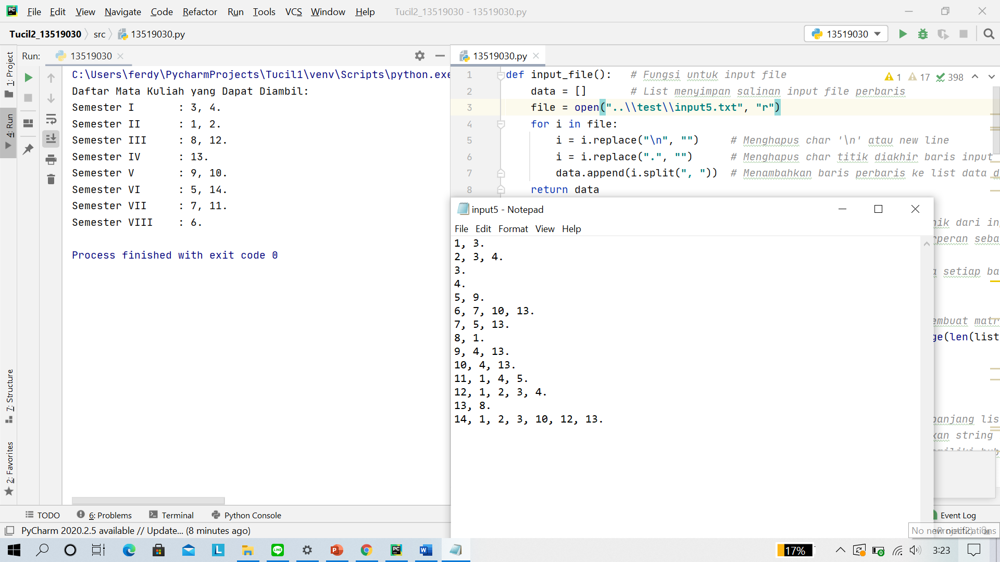 File Edit View Navigate Code Refactor Run Tools VCS Window Help Tucil2_13519030 - 13519030.py
Tucil2_13519030 src 13519030.py
13519030
1: Project
4: Run
7: Structure
2: Favorites
Run: 13519030
C:\Users\ferdy\PycharmProjects\Tucil1\venv\Scripts\python.exe
Daftar Mata Kuliah yang Dapat Diambil:
Semester I : 3, 4.
Semester II : 1, 2.
Semester III : 8, 12.
Semester IV : 13.
Semester V : 9, 10.
Semester VI : 5, 14.
Semester VII : 7, 11.
Semester VIII : 6.
Process finished with exit code 0
13519030.py
1 17 398
1 def input_file(): # Fungsi untuk input file
2 data = [] # List menyimpan salinan input file perbaris
3 file = open("..\\test\\input5.txt", "r")
4 for i in file:
5 i = i.replace("\n", "") # Menghapus char '\n' atau new line
6 i = i.replace(".", "") # Menghapus char titik diakhir baris input
7 data.append(i.split(", ")) # Menambahkan baris perbaris ke list data d
8 return data
nik dari in
rperan seba
setiap ba
embuat matr
ge(len(list
panjang lis
kan string
input5 - Notepad
File Edit Format View Help
1, 3.
2, 3, 4.
3.
4.
5, 9.
6, 7, 10, 13.
7, 5, 13.
8, 1.
9, 4, 13.
10, 4, 13.
11, 1, 4, 5.
12, 1, 2, 3, 4.
13, 8.
14, 1, 2, 3, 10, 12, 13.
TODO 6: Problems Terminal Python Console Event Log
PyCharm 2020.2.5 available // Update... (8 minutes ago)
No new notifications
17% 3:23